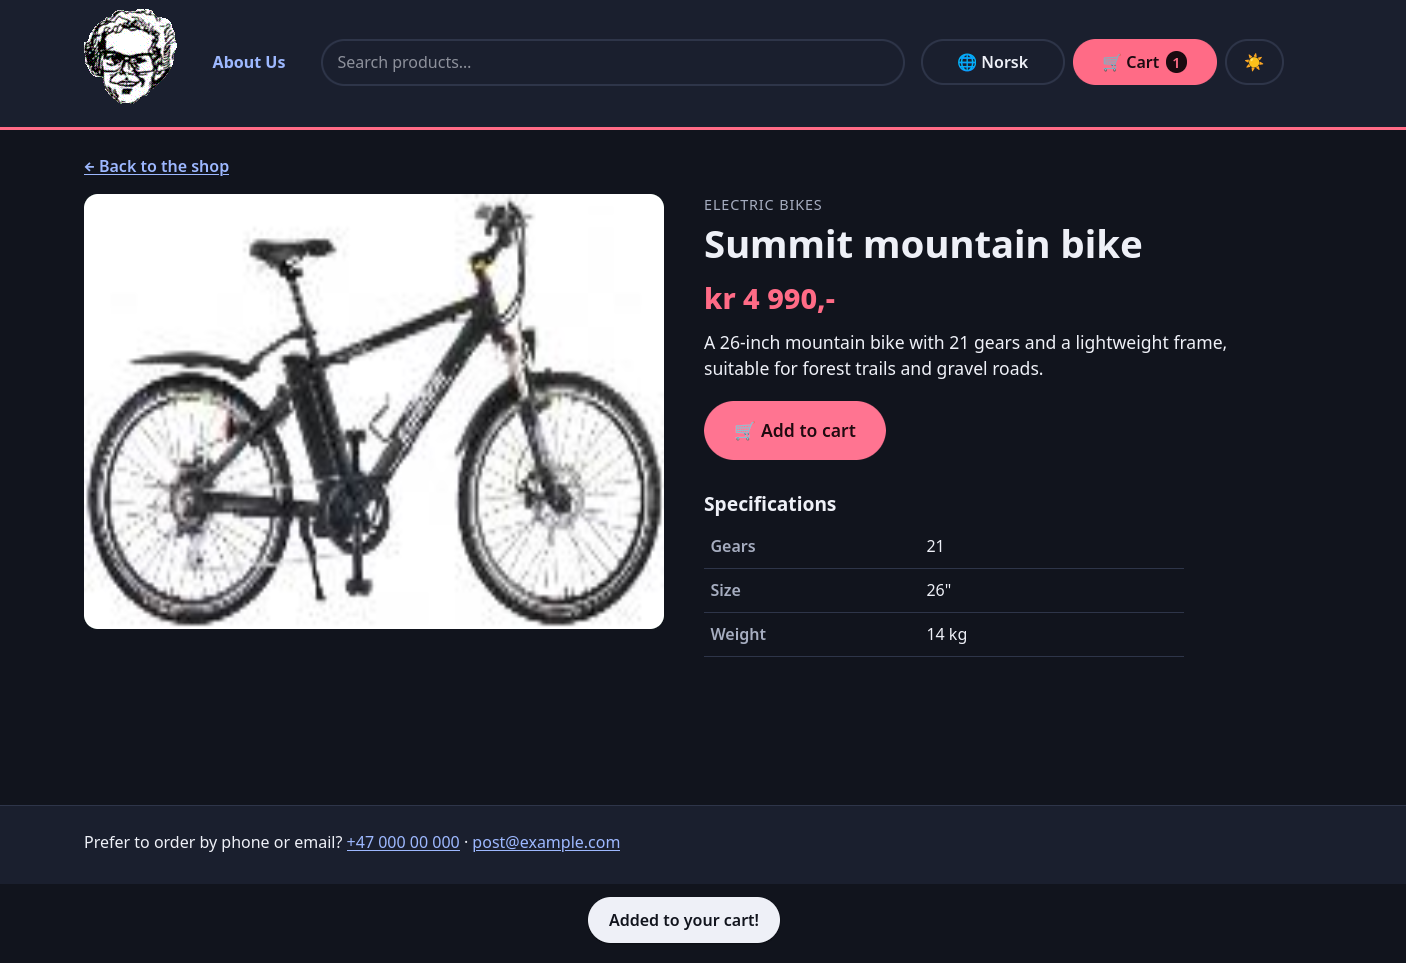 About Us
Search products...
🌐 Norsk
🛒 Cart 1
☀️
← Back to the shop
ELECTRIC BIKES
Summit mountain bike
kr 4 990,-
A 26-inch mountain bike with 21 gears and a lightweight frame,
suitable for forest trails and gravel roads.
🛒 Add to cart
Specifications
Gears 21
Size 26"
Weight 14 kg
Prefer to order by phone or email? +47 000 00 000 · post@example.com
Added to your cart!